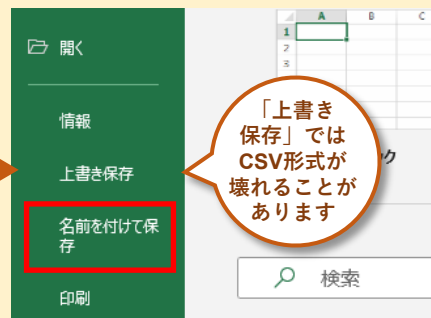 開く
情報
上書き保存
名前を付けて保
存
印刷
A B C
1
2
3
「上書き
保存」では
CSV形式が
壊れることが
あります
ク
検索